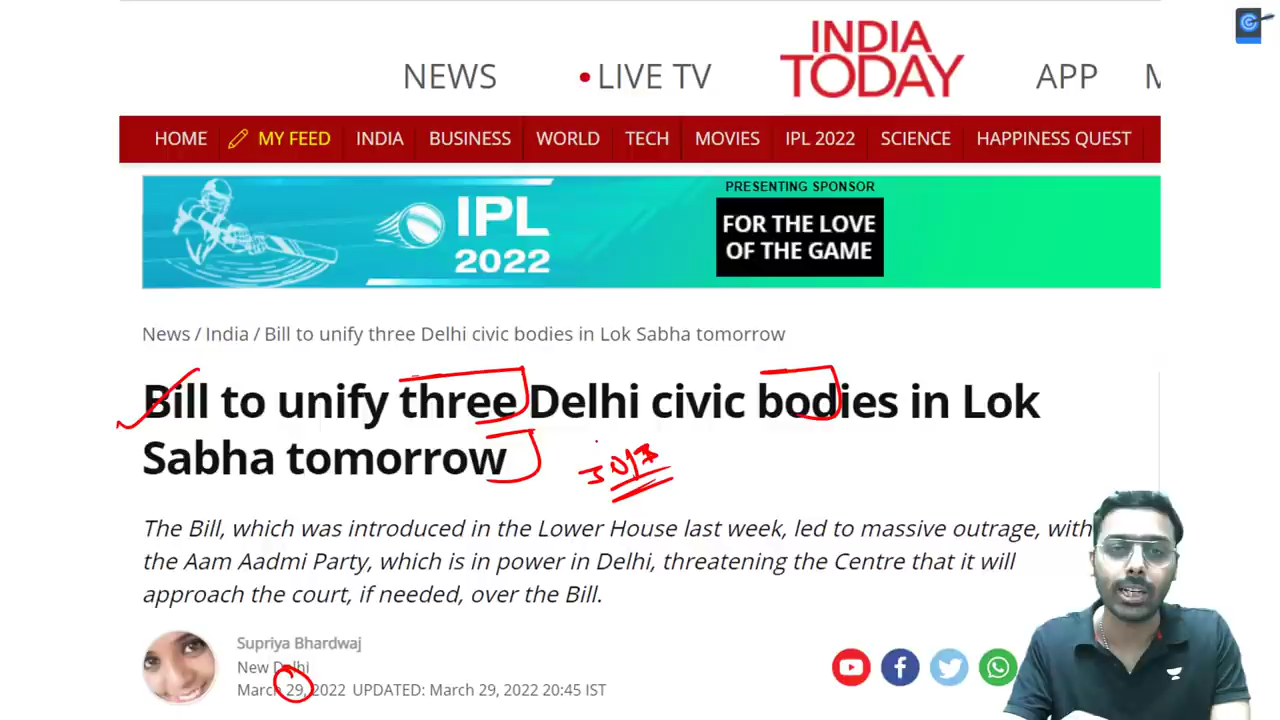 INDIA
TODAY
NEWS
LIVE TV
APP
HOME
MY FEED
INDIA
BUSINESS
WORLD
TECH
MOVIES
IPL 2022
SCIENCE
HAPPINESS QUEST
IPL
2022
PRESENTING SPONSOR
FOR THE LOVE
OF THE GAME
News / India / Bill to unify three Delhi civic bodies in Lok Sabha tomorrow
Bill to unify three Delhi civic bodies in Lok
Sabha tomorrow
The Bill, which was introduced in the Lower House last week, led to massive outrage, with
the Aam Aadmi Party, which is in power in Delhi, threatening the Centre that it will
approach the court, if needed, over the Bill.
Supriya Bhardwaj
New Delhi
March 29, 2022 UPDATED: March 29, 2022 20:45 IST